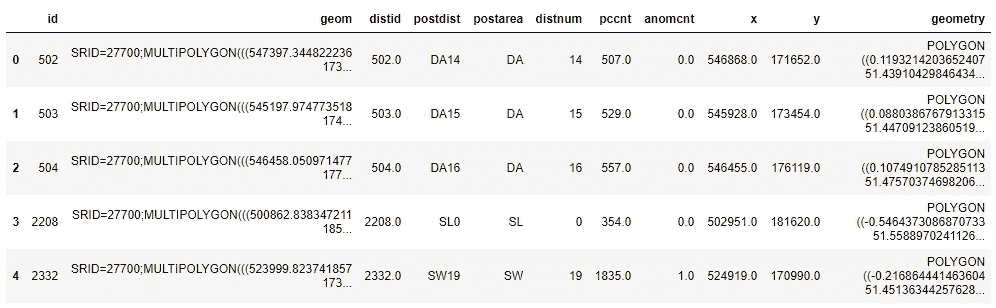 id geom distid postdist postarea distnum pccnt anomcnt x y geometry
0 502 SRID=27700;MULTIPOLYGON(((547397.344822236 173... 502.0 DA14 DA 14 507.0 0.0 546868.0 171652.0 POLYGON ((0.1193214203652407 51.43910429846434...
1 503 SRID=27700;MULTIPOLYGON(((545197.974773518 174... 503.0 DA15 DA 15 529.0 0.0 545928.0 173454.0 POLYGON ((0.0880386767913315 51.44709123860519...
2 504 SRID=27700;MULTIPOLYGON(((546458.050971477 177... 504.0 DA16 DA 16 557.0 0.0 546455.0 176119.0 POLYGON ((0.1074910785285113 51.47570374698206...
3 2208 SRID=27700;MULTIPOLYGON(((500862.838347211 185... 2208.0 SL0 SL 0 354.0 0.0 502951.0 181620.0 POLYGON ((-0.5464373086870733 51.5588970241126...
4 2332 SRID=27700;MULTIPOLYGON(((523999.823741857 173... 2332.0 SW19 SW 19 1835.0 1.0 524919.0 170990.0 POLYGON ((-0.216864441463604 51.45136344257628...